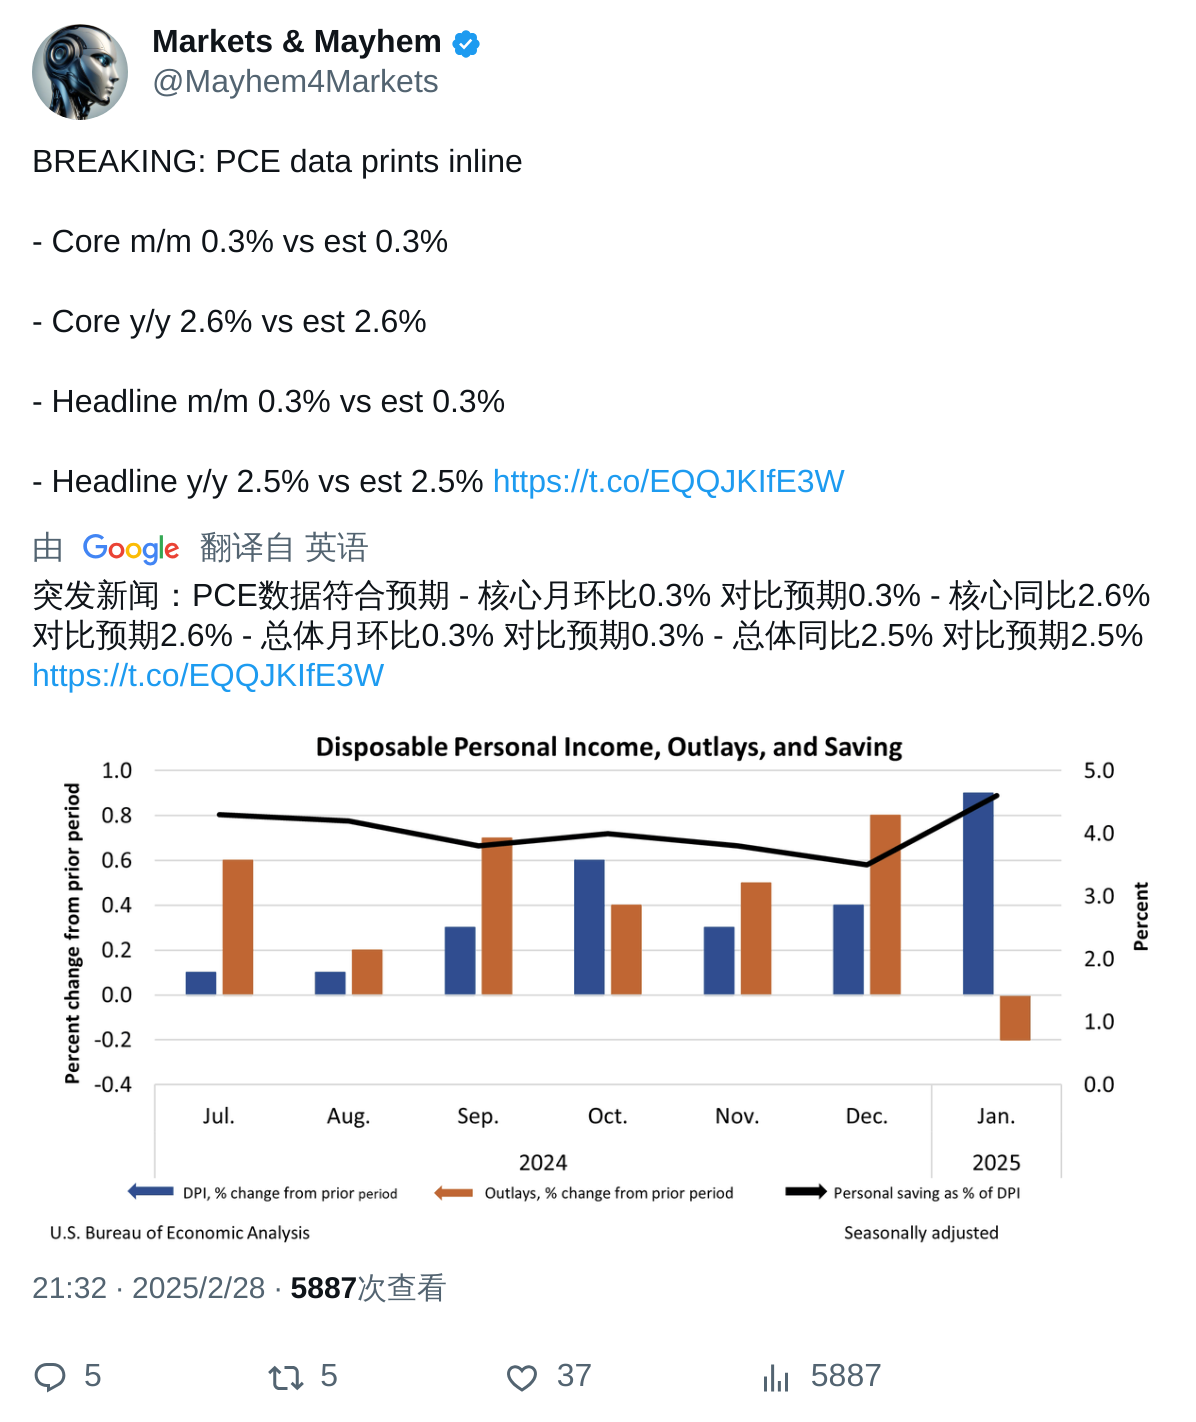 Markets & Mayhem
@Mayhem4Markets
BREAKING: PCE data prints inline
- Core m/m 0.3% vs est 0.3%
- Core y/y 2.6% vs est 2.6%
- Headline m/m 0.3% vs est 0.3%
- Headline y/y 2.5% vs est 2.5% https://t.co/EQQJKIfE3W
由 Google 翻译自 英语
突发新闻：PCE数据符合预期 - 核心月环比0.3% 对比预期0.3% - 核心同比2.6%
对比预期2.6% - 总体月环比0.3% 对比预期0.3% - 总体同比2.5% 对比预期2.5%
https://t.co/EQQJKIfE3W
Disposable Personal Income, Outlays, and Saving
Percent change from prior period
1.0
0.8
0.6
0.4
0.2
0.0
-0.2
-0.4
5.0
4.0
3.0
2.0
1.0
0.0
Percent
Jul. Aug. Sep. Oct. Nov. Dec. Jan.
2024 2025
DPI, % change from prior period Outlays, % change from prior period Personal saving as % of DPI
U.S. Bureau of Economic Analysis Seasonally adjusted
21:32 · 2025/2/28 · 5887次查看
5 5 37 5887